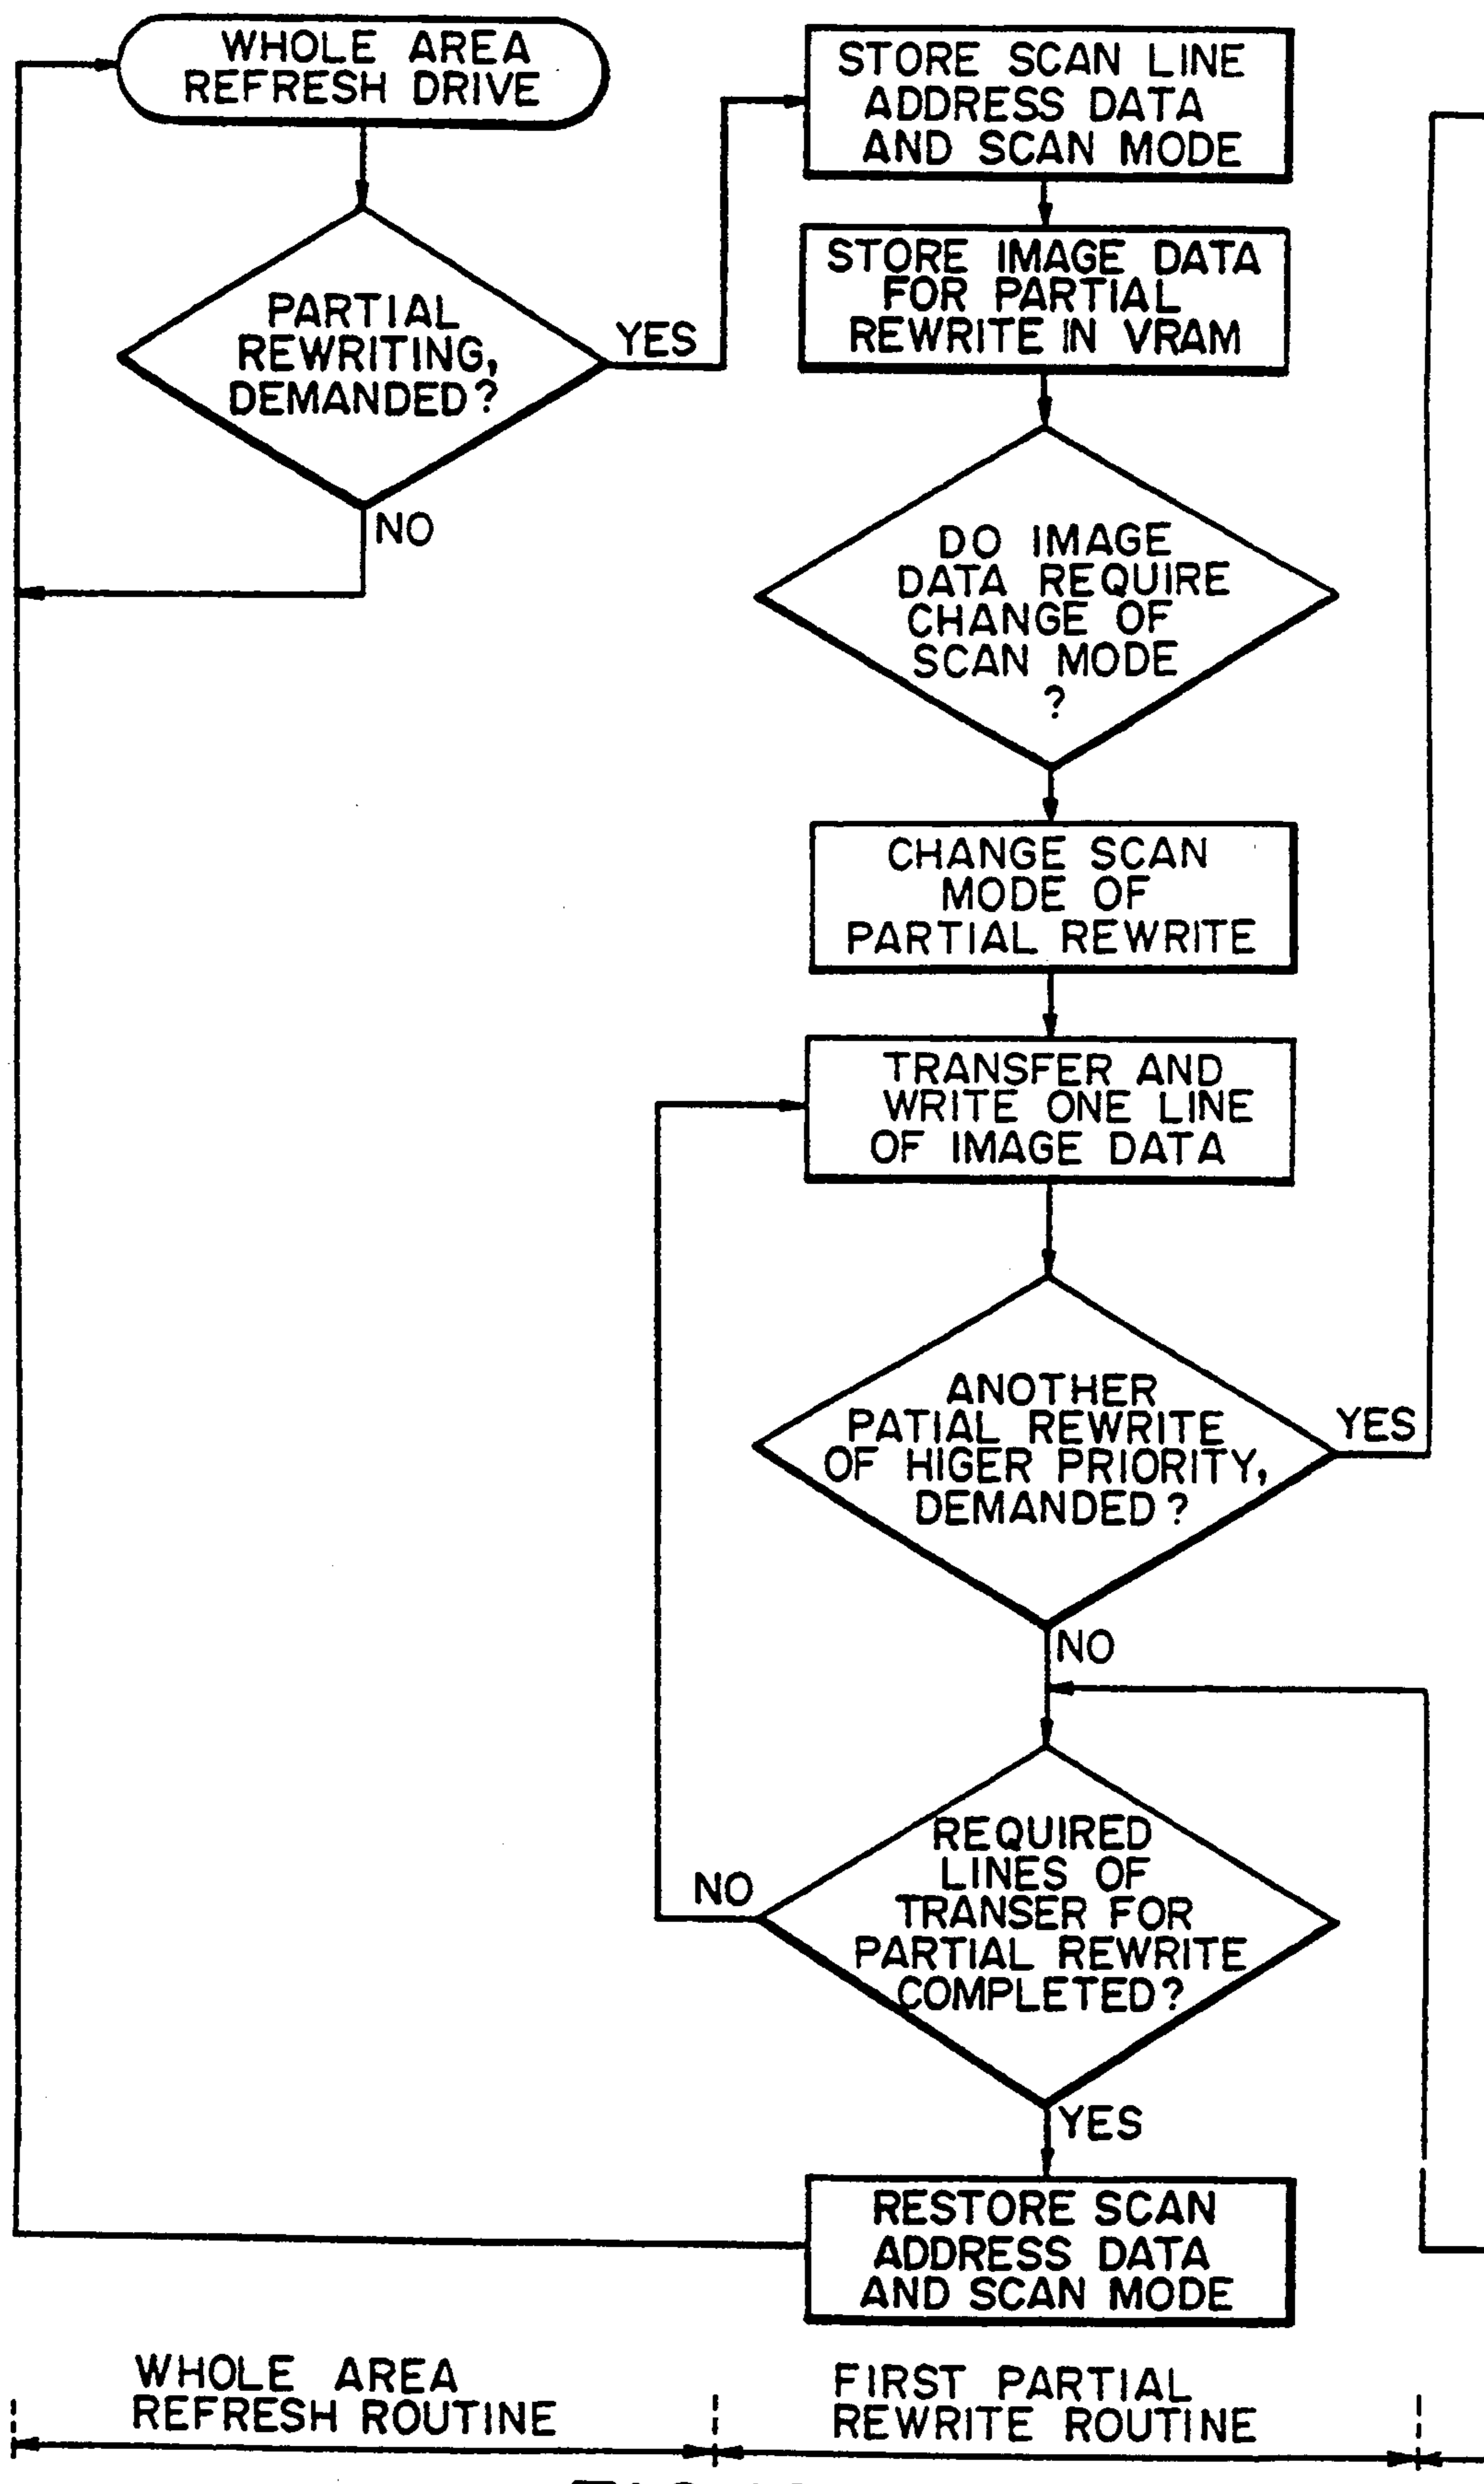 WHOLE AREA
REFRESH DRIVE
PARTIAL
REWRITING,
DEMANDED?
YES
NO
STORE SCAN LINE
ADDRESS DATA
AND SCAN MODE
STORE IMAGE DATA
FOR PARTIAL
REWRITE IN VRAM
DO IMAGE
DATA REQUIRE
CHANGE OF
SCAN MODE
?
CHANGE SCAN
MODE OF
PARTIAL REWRITE
TRANSFER AND
WRITE ONE LINE
OF IMAGE DATA
ANOTHER
PATIAL REWRITE
OF HIGER PRIORITY,
DEMANDED?
YES
NO
REQUIRED
LINES OF
TRANSER FOR
PARTIAL REWRITE
COMPLETED?
NO
YES
RESTORE SCAN
ADDRESS DATA
AND SCAN MODE
WHOLE AREA
REFRESH ROUTINE
FIRST PARTIAL
REWRITE ROUTINE